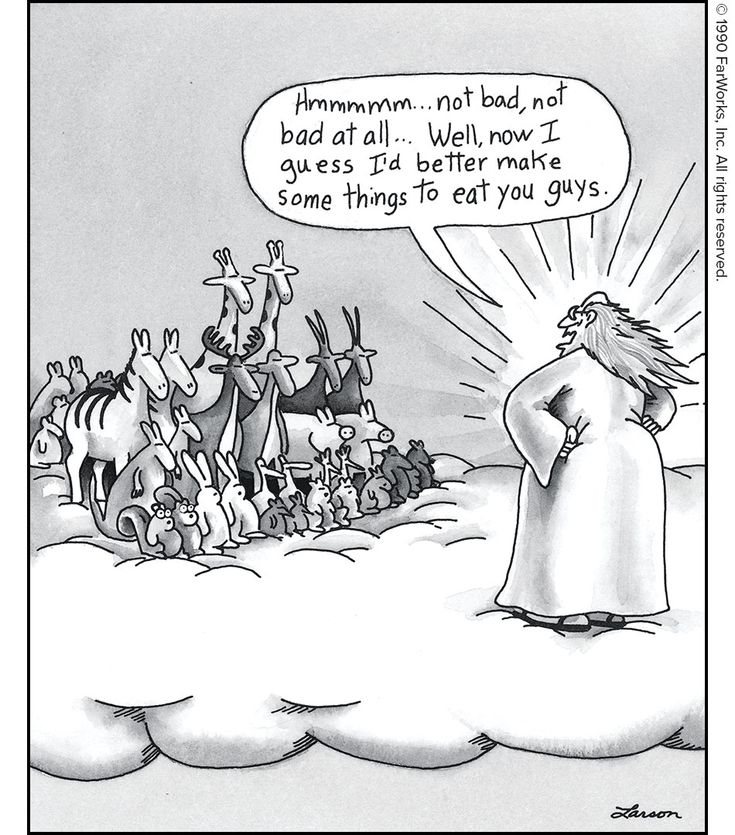 Hmmmmm...not bad, not
bad at all... Well, now I
guess I'd better make
some things to eat you guys.
© 1990 FarWorks, Inc. All rights reserved.
Larson